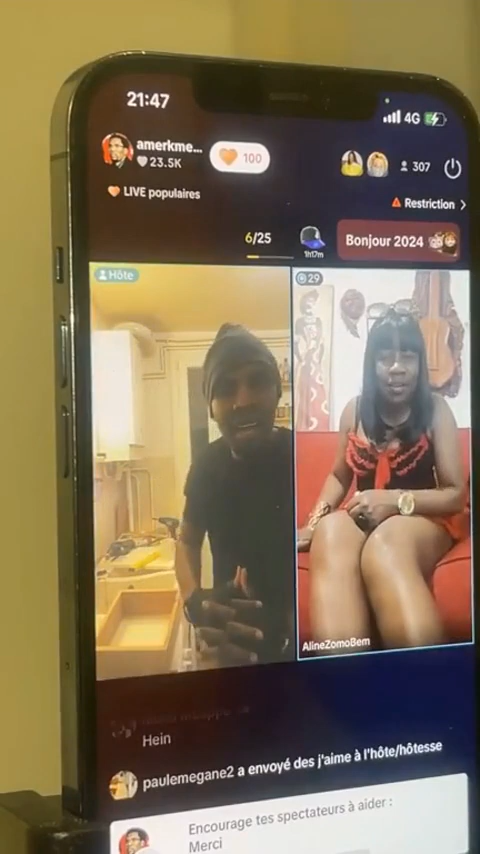 21:47
4G
amerkme...
23.5K
100
307
LIVE populaires
Restriction >
6/25
1h17m
Bonjour 2024
Hôte
29
AlineZomoBem
Hein
paulemegane2 a envoyé des j'aime à l'hôte/hôtesse
Encourage tes spectateurs à aider :
Merci